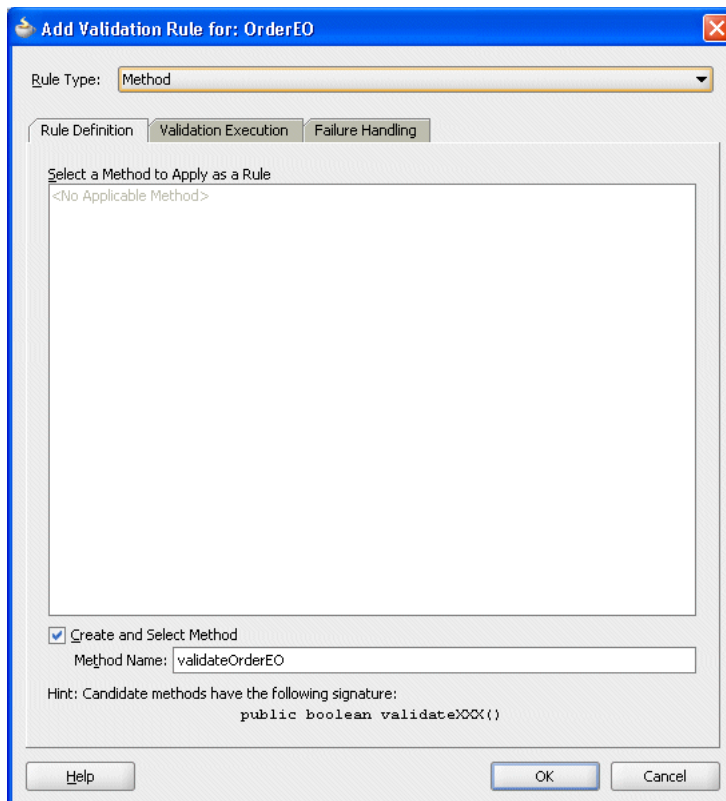 Add Validation Rule for: OrderEO
Rule Type: Method
Rule Definition Validation Execution Failure Handling
Select a Method to Apply as a Rule
<No Applicable Method>
Create and Select Method
Method Name: validateOrderEO
Hint: Candidate methods have the following signature:
public boolean validateXXX()
Help OK Cancel